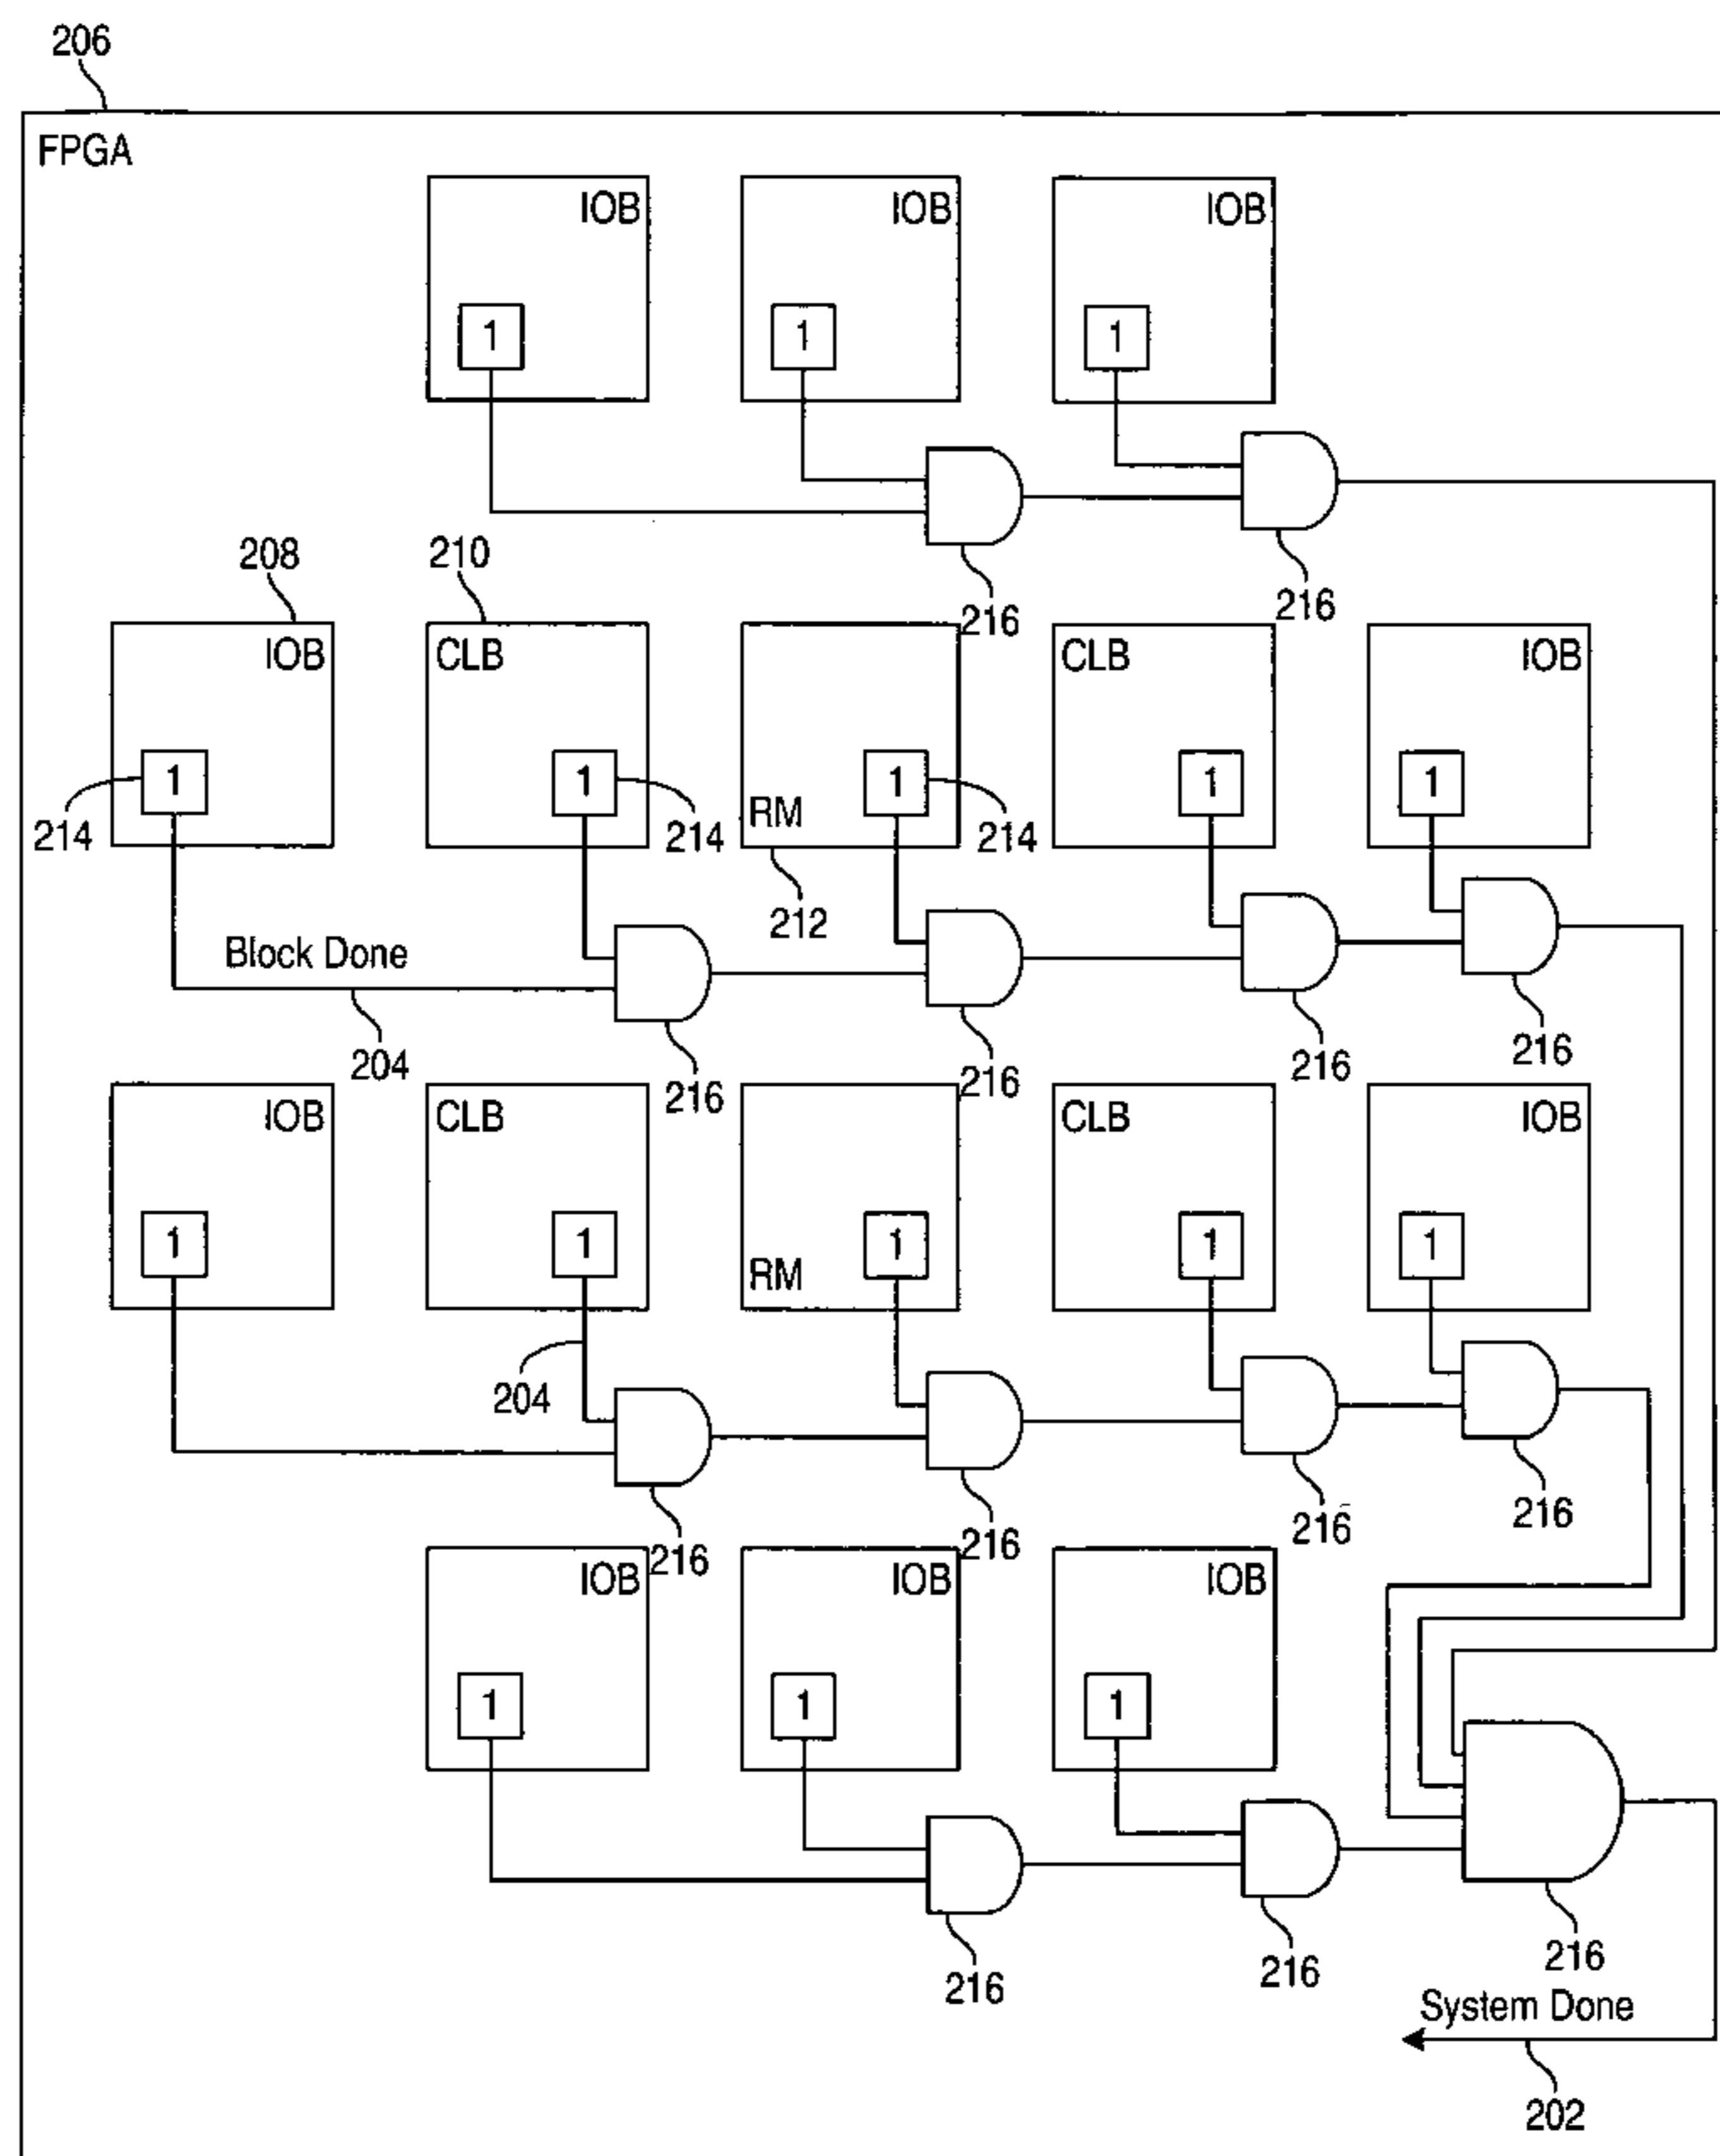 206
FPGA
IOB IOB IOB
1 1 1
216 216
208 210
IOB CLB CLB IOB
1 1 1 1 1
RM
214 214 214
212
Block Done
204 216 216 216 216
IOB CLB CLB IOB
1 1 1 1 1
RM
204
216 216 216 216
IOB IOB IOB
1 1 1
216 216 216
System Done
202